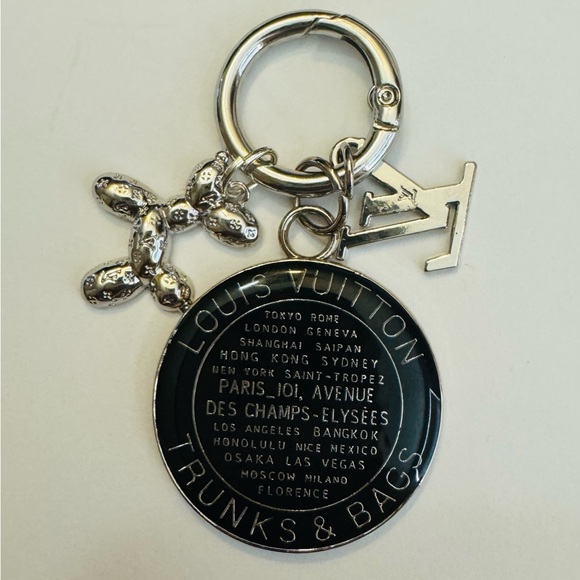 LOUIS VUITTON
TOKYO ROME
LONDON GENEVA
SHANGHAI SAIPAN
HONG KONG SYDNEY
NEW YORK SAINT-TROPEZ
PARIS_101, AVENUE
DES CHAMPS-ELYSÉES
LOS ANGELES BANGKOK
HONOLULU NICE MEXICO
OSAKA LAS VEGAS
MOSCOW MILANO
FLORENCE
TRUNKS & BAGS
LV